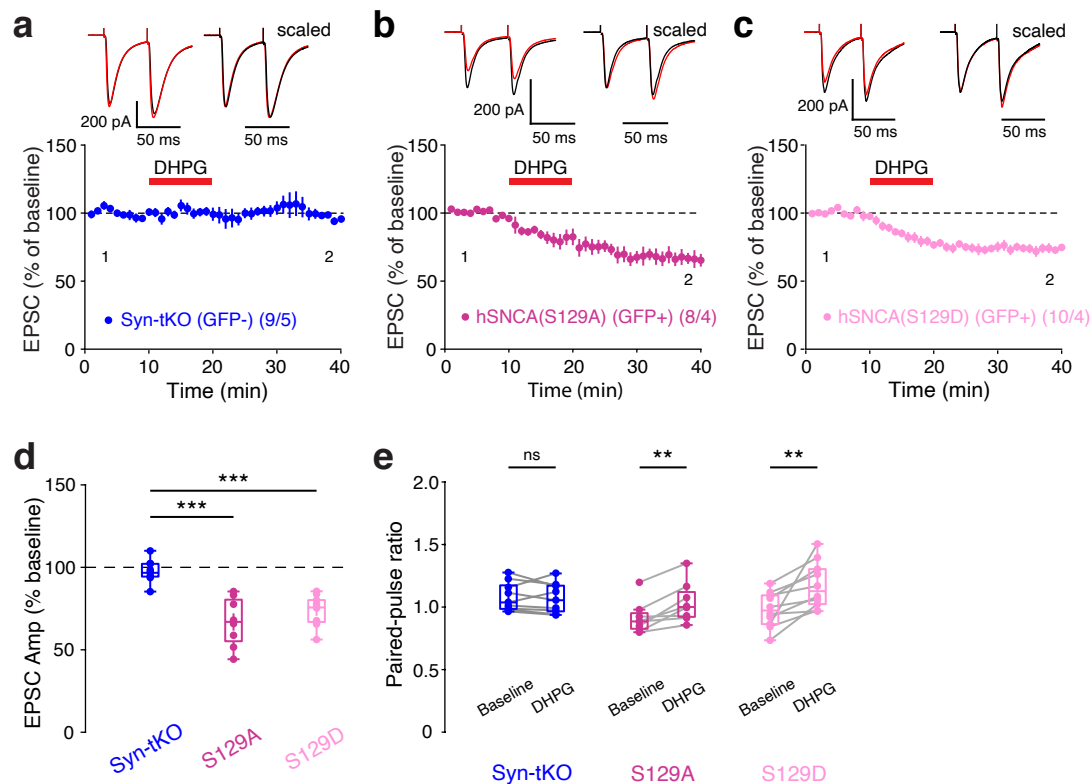 a
scaled
200 pA
50 ms
50 ms
DHPG
EPSC (% of baseline)
150
100
50
0
1
2
Syn-tKO (GFP-) (9/5)
0
10
20
30
40
Time (min)
b
scaled
200 pA
50 ms
50 ms
DHPG
EPSC (% of baseline)
150
100
50
0
1
2
hSNCA(S129A) (GFP+) (8/4)
0
10
20
30
40
Time (min)
c
scaled
200 pA
50 ms
50 ms
DHPG
EPSC (% of baseline)
150
100
50
0
1
2
hSNCA(S129D) (GFP+) (10/4)
0
10
20
30
40
Time (min)
d
EPSC Amp (% baseline)
150
100
50
0
***
***
Syn-tKO
S129A
S129D
e
Paired-pulse ratio
2.0
1.5
1.0
0.5
0
ns
**
**
Baseline
DHPG
Baseline
DHPG
Baseline
DHPG
Syn-tKO
S129A
S129D